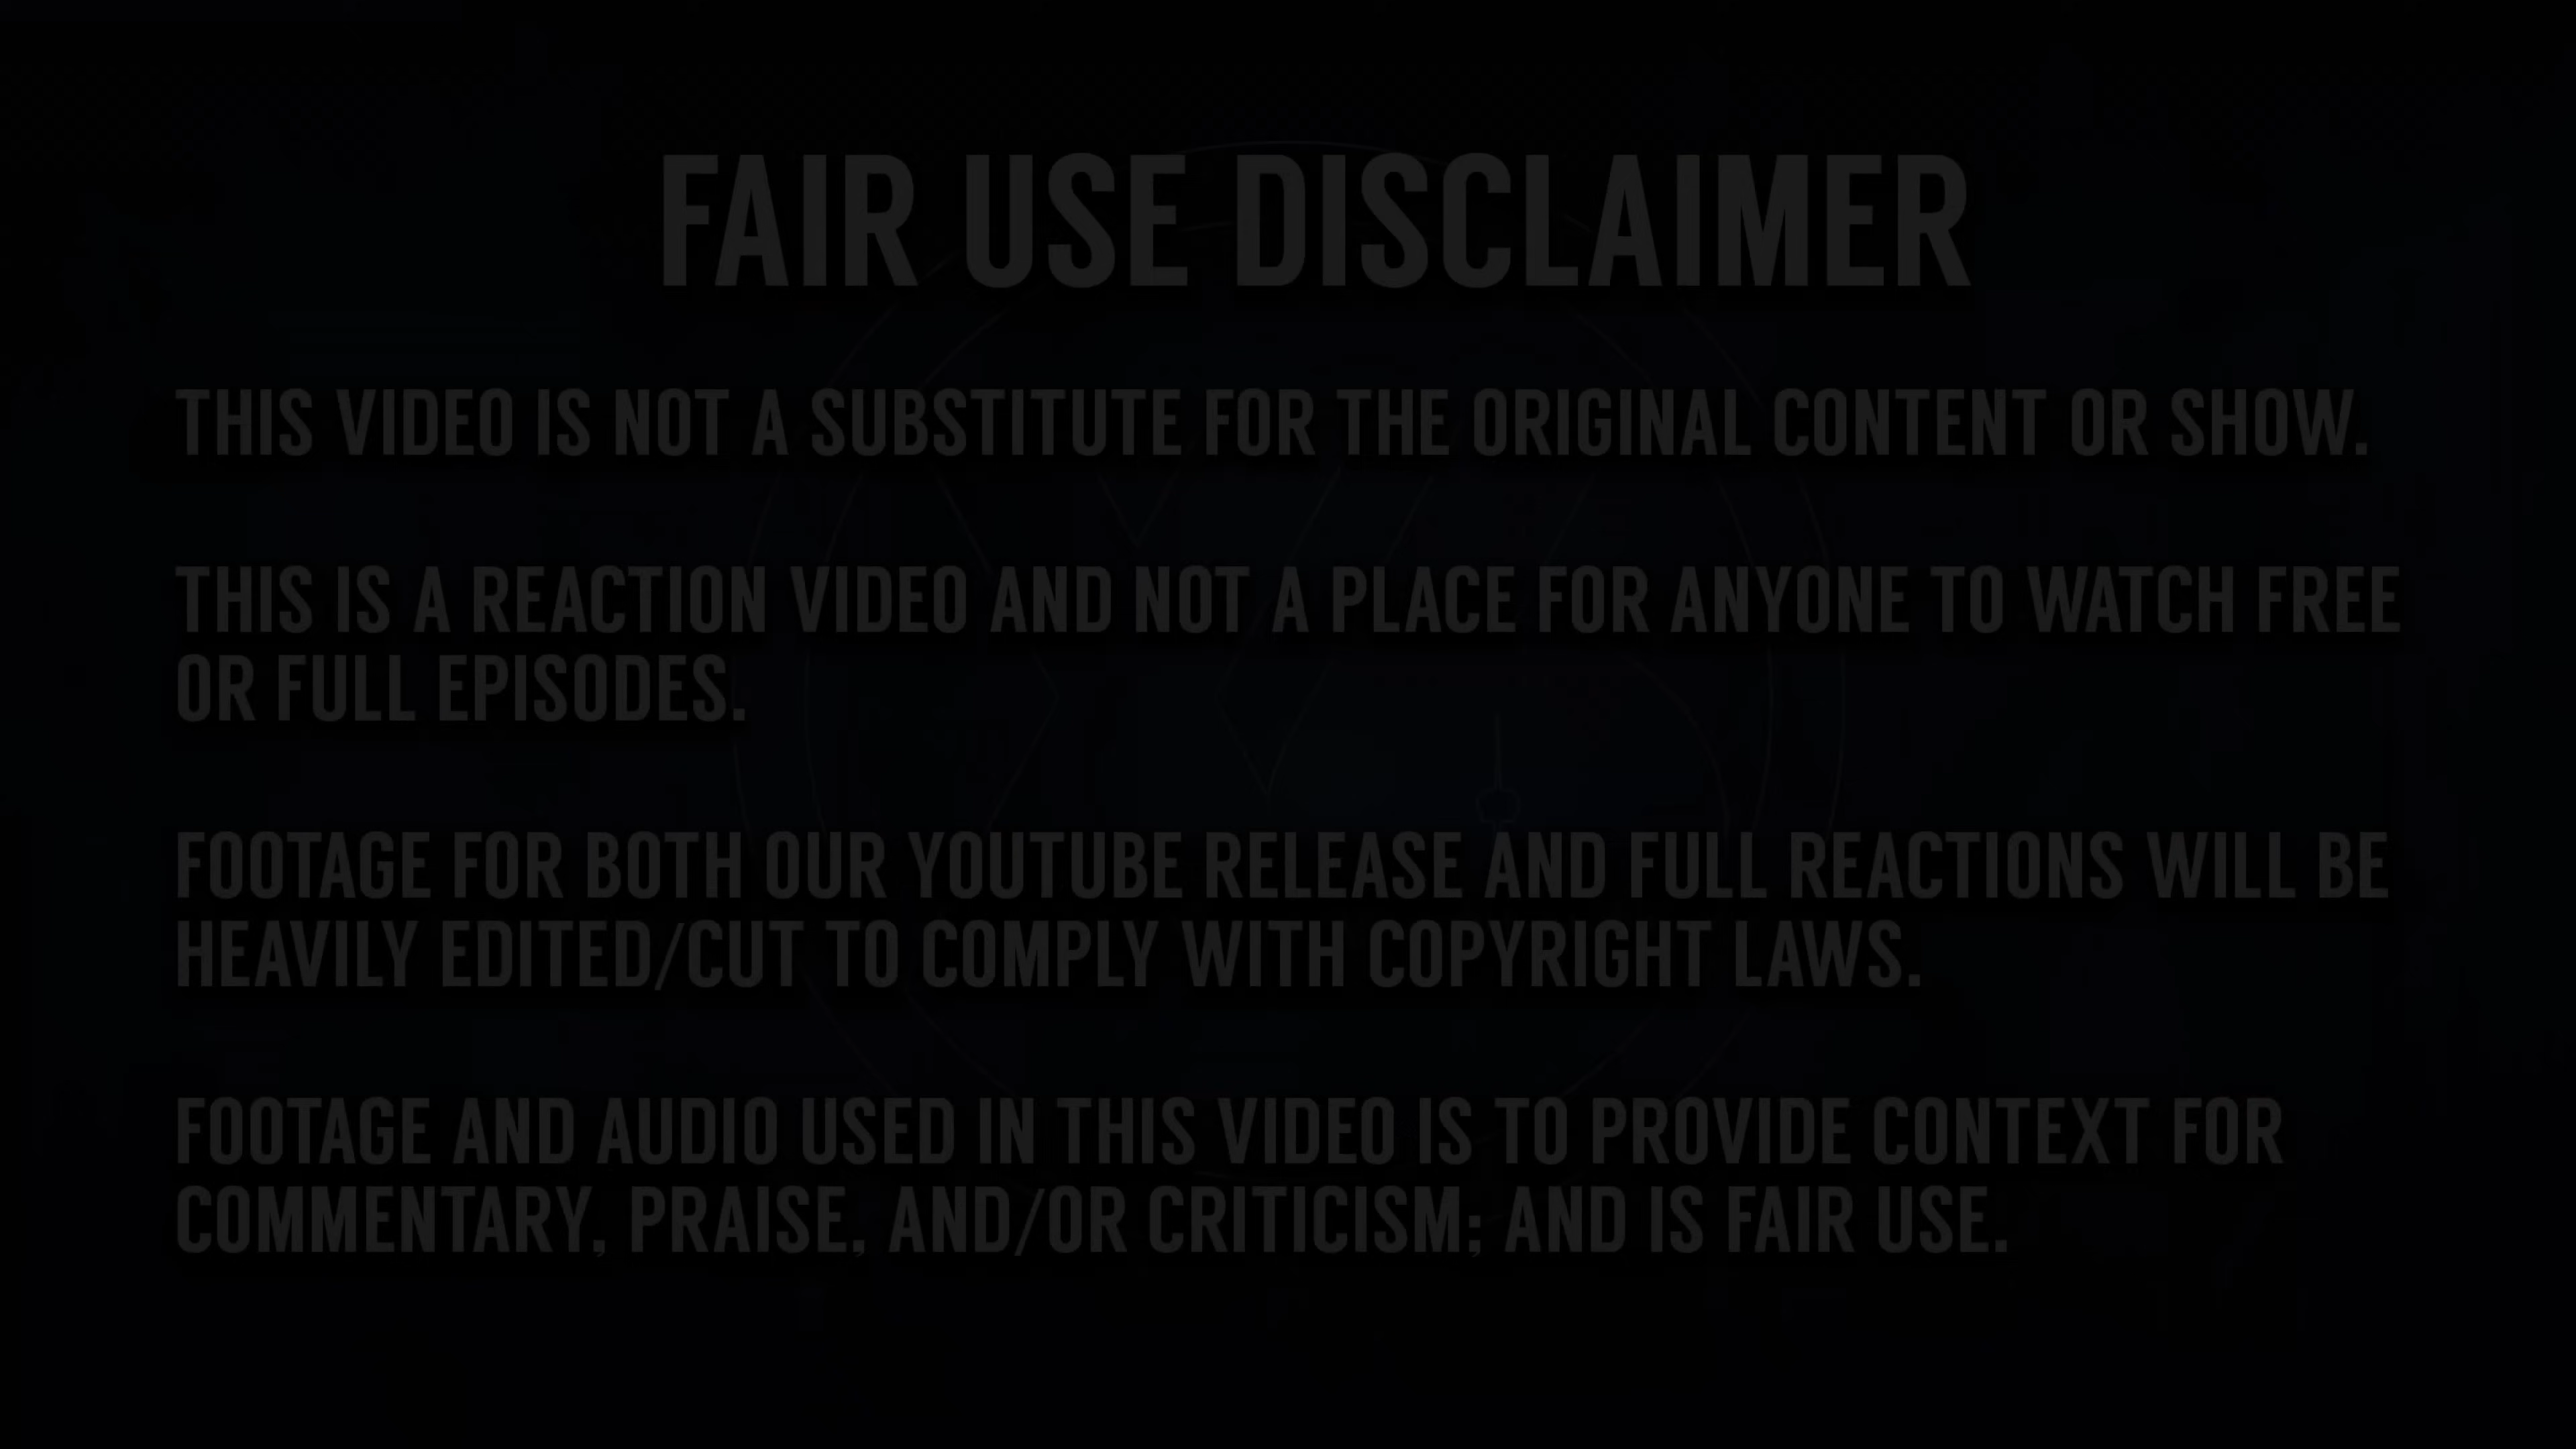 FAIR USE DISCLAIMER
THIS VIDEO IS NOT A SUBSTITUTE FOR THE ORIGINAL CONTENT OR SHOW.
THIS IS A REACTION VIDEO AND NOT A PLACE FOR ANYONE TO WATCH FREE
OR FULL EPISODES.
FOOTAGE FOR BOTH OUR YOUTUBE RELEASE AND FULL REACTIONS WILL BE
HEAVILY EDITED/CUT TO COMPLY WITH COPYRIGHT LAWS.
FOOTAGE AND AUDIO USED IN THIS VIDEO IS TO PROVIDE CONTEXT FOR
COMMENTARY, PRAISE, AND/OR CRITICISM; AND IS FAIR USE.